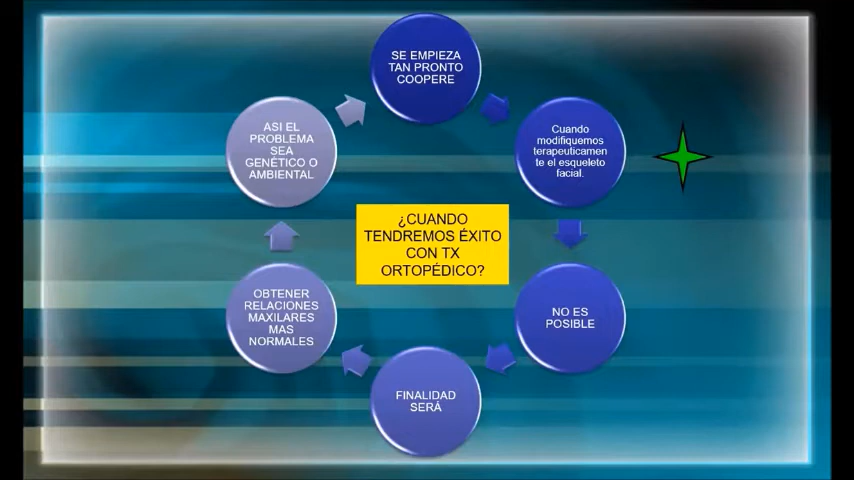 SE EMPIEZA
TAN PRONTO
COOPERE
Cuando
modifiquemos
terapeuticamen
te el esqueleto
facial.
NO ES
POSIBLE
FINALIDAD
SERÁ
OBTENER
RELACIONES
MAXILARES
MAS
NORMALES
ASI EL
PROBLEMA
SEA
GENÉTICO O
AMBIENTAL
¿CUANDO
TENDREMOS ÉXITO
CON TX
ORTOPÉDICO?